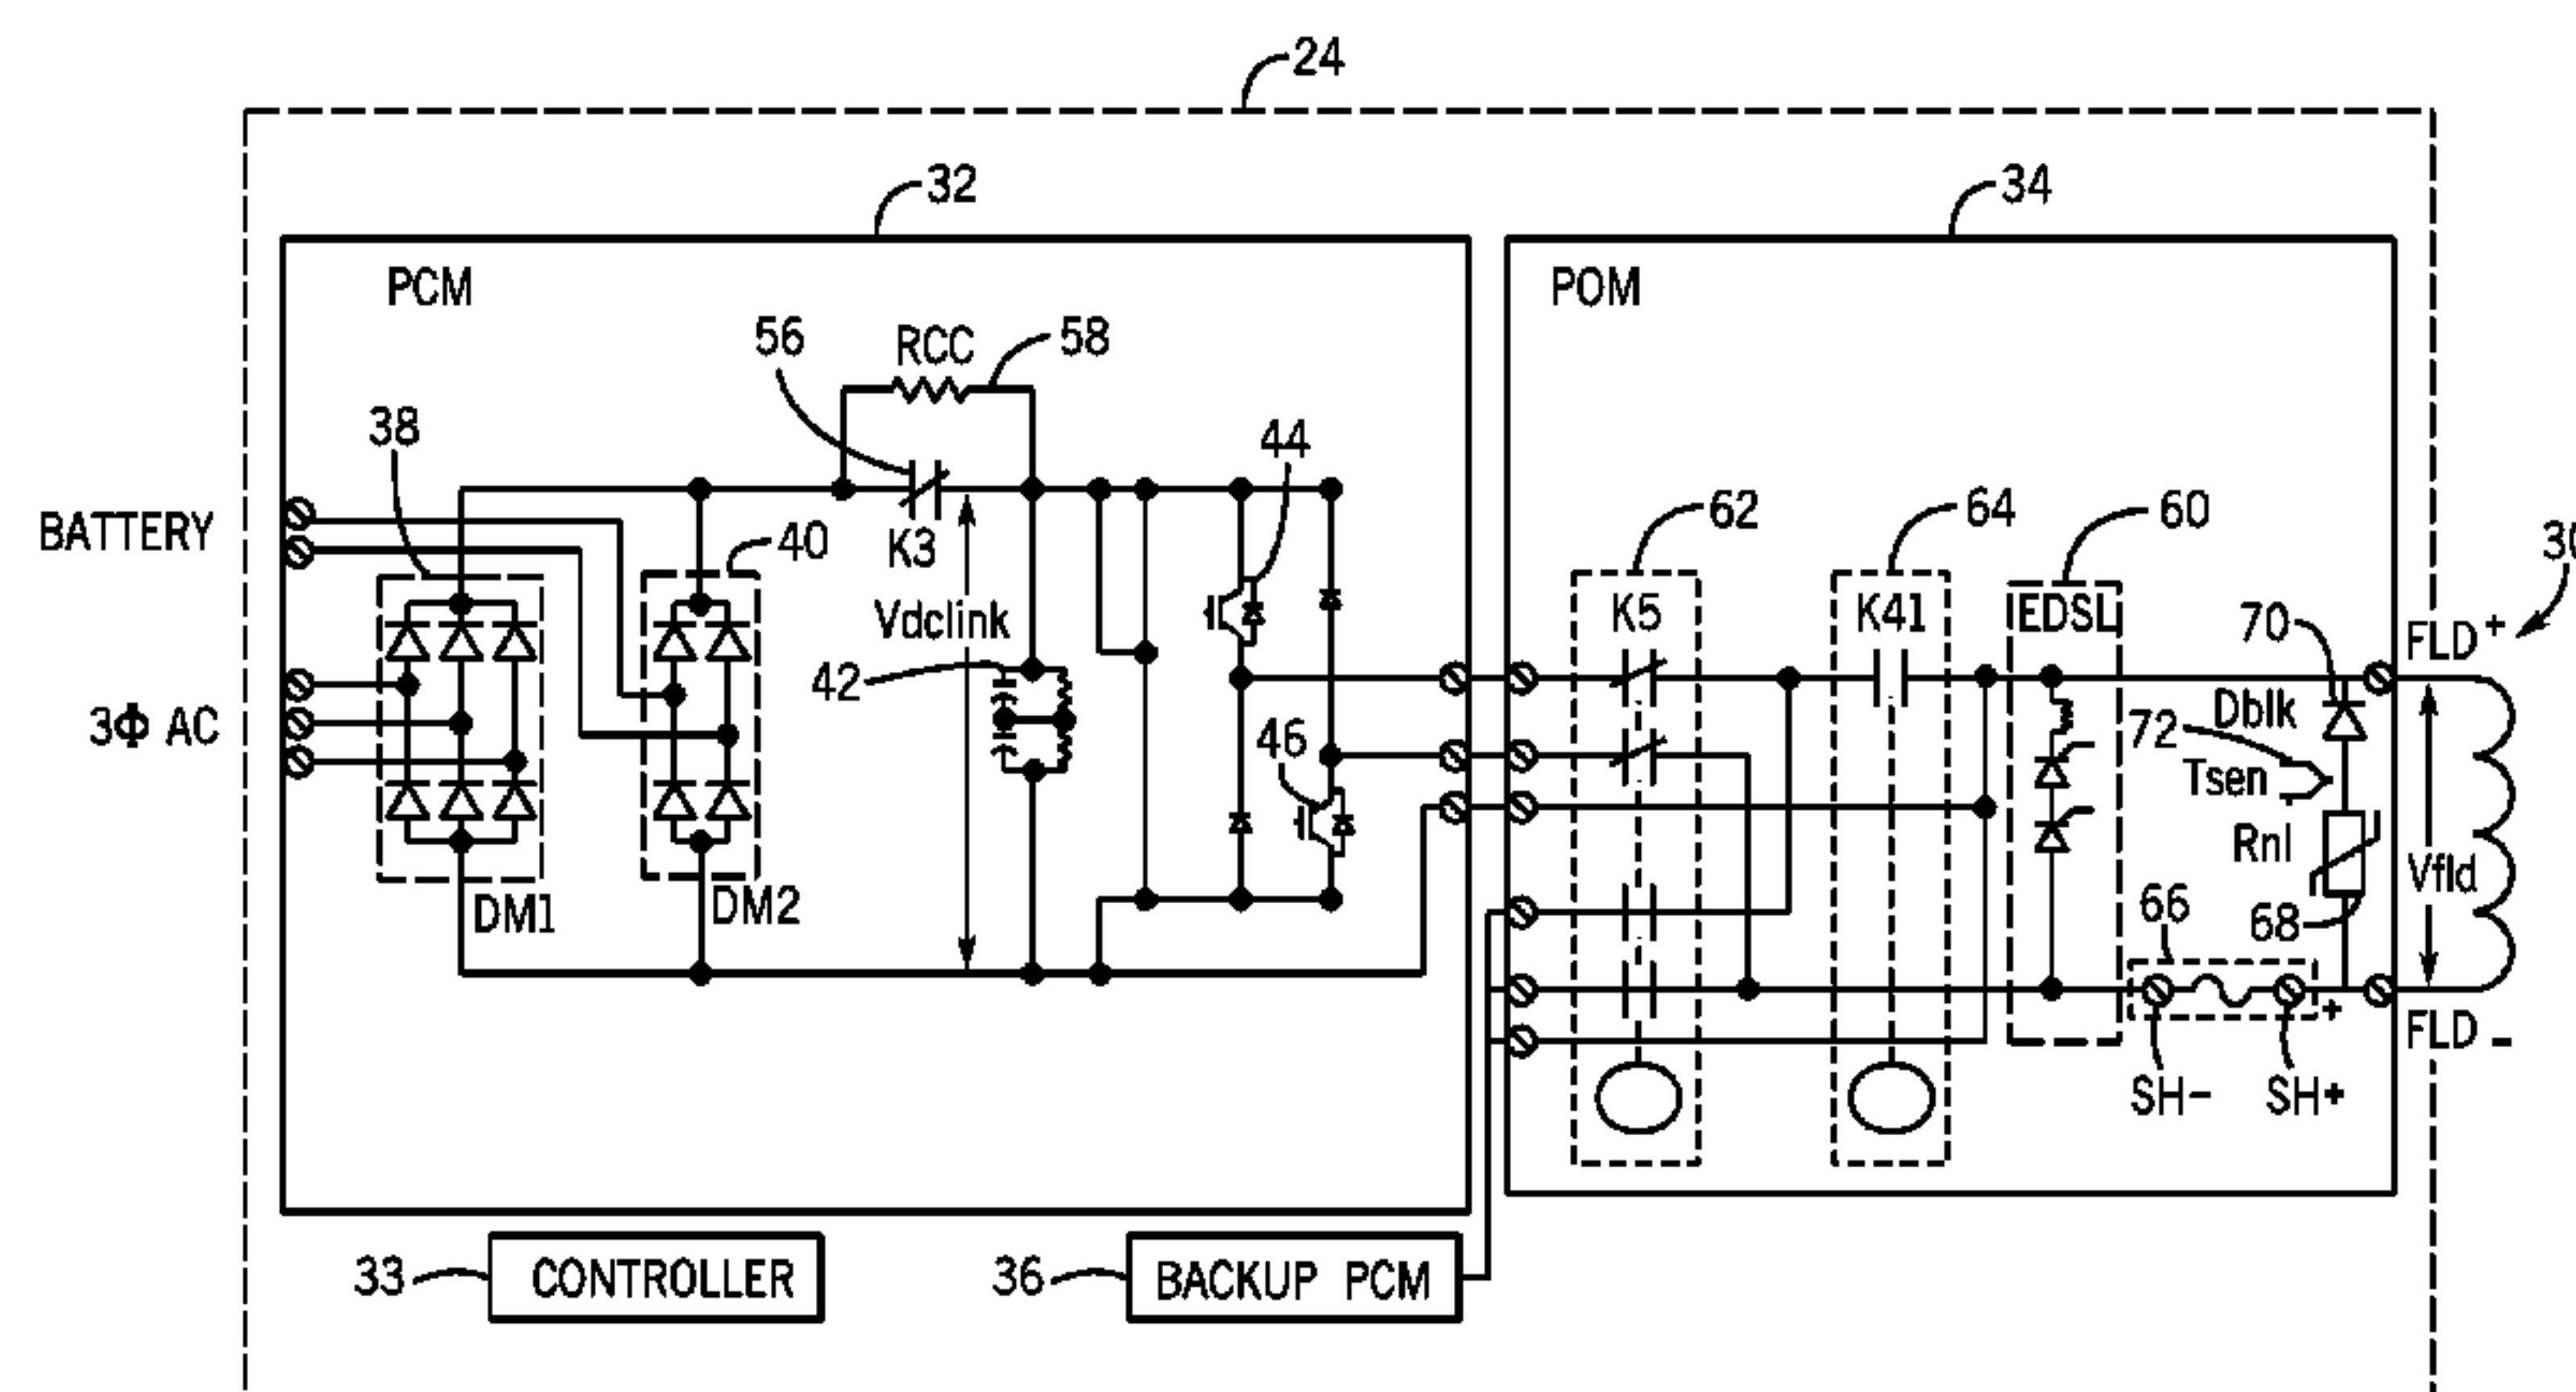 24
32
34
PCM
POM
56
RCC
58
38
44
BATTERY
K3
40
62
64
60
Vdclink
K5
K41
EDSL
70
FLD+
42
3Φ AC
46
Dblk
72
Tsen
Rnl
Vfld
DM1
DM2
66
68
+
FLD -
SH-
SH+
33
CONTROLLER
36
BACKUP PCM